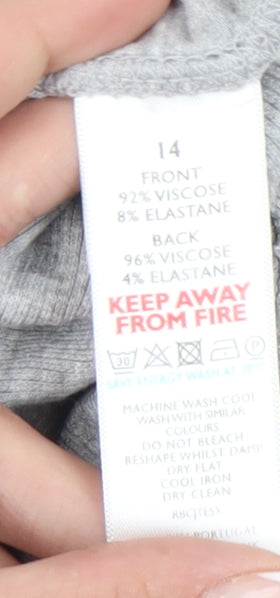 14
FRONT
92% VISCOSE
8% ELASTANE
BACK
96% VISCOSE
4% ELASTANE
KEEP AWAY
FROM FIRE
30 P
SAVE ENERGY WASH AT 30°C
MACHINE WASH COOL
WASH WITH SIMILAR
COLOURS
DO NOT BLEACH
RESHAPE WHILST DAMP
DRY FLAT
COOL IRON
DRY CLEAN
PORTUGAL